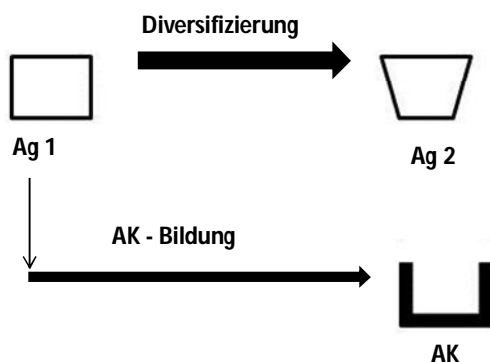 Diversifizierung
Ag 1
Ag 2
AK - Bildung
AK